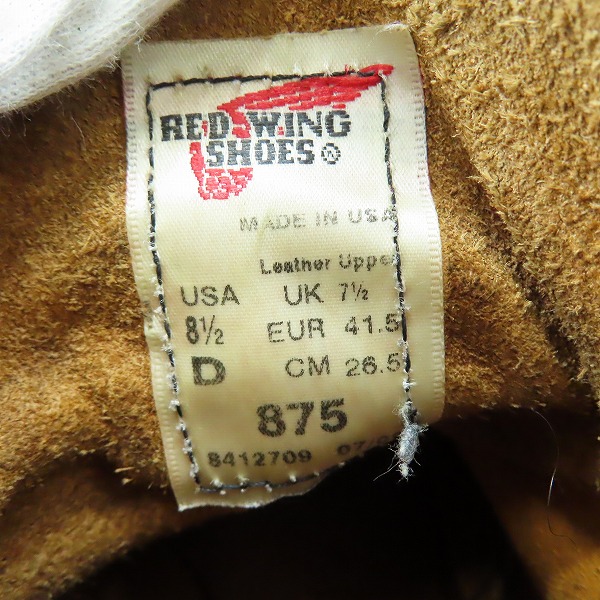 RED WING
SHOES®
MADE IN USA
Leather Upper
USA UK 7½
8½ EUR 41.5
D CM 26.5
875
8412709